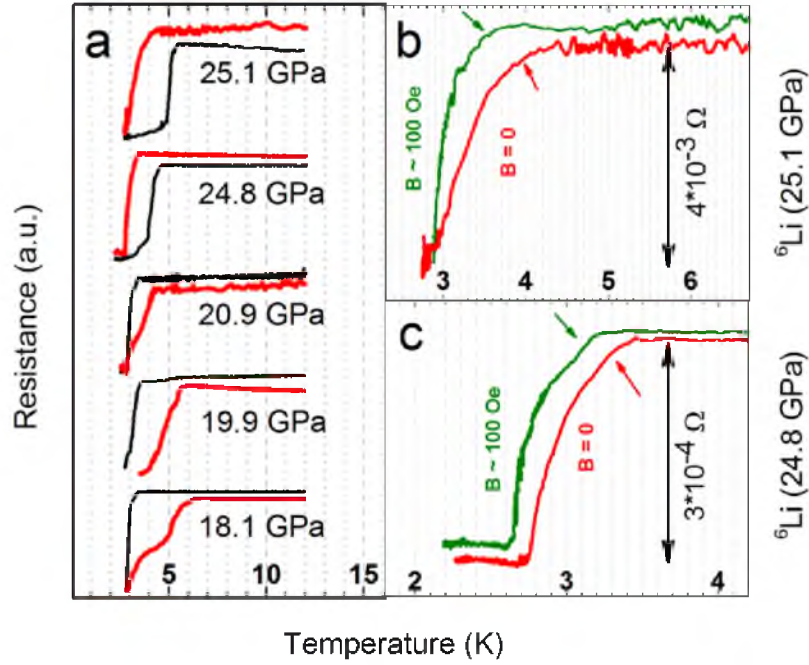 Resistance (a.u.)
a
25.1 GPa
24.8 GPa
20.9 GPa
19.9 GPa
18.1 GPa
5 10 15
b
B ~ 100 Oe
B = 0
4*10⁻³ Ω
3 4 5 6
⁶Li (25.1 GPa)
c
B ~ 100 Oe
B = 0
3*10⁻⁴ Ω
2 3 4
⁶Li (24.8 GPa)
Temperature (K)